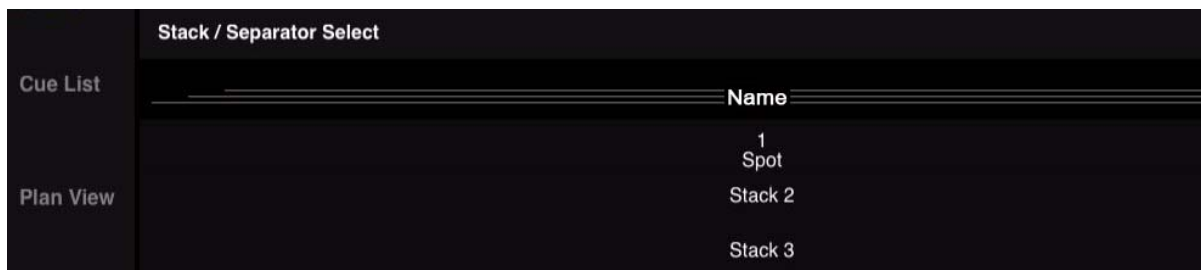 Stack / Separator Select
Cue List
Name
1
Spot
Plan View
Stack 2
Stack 3